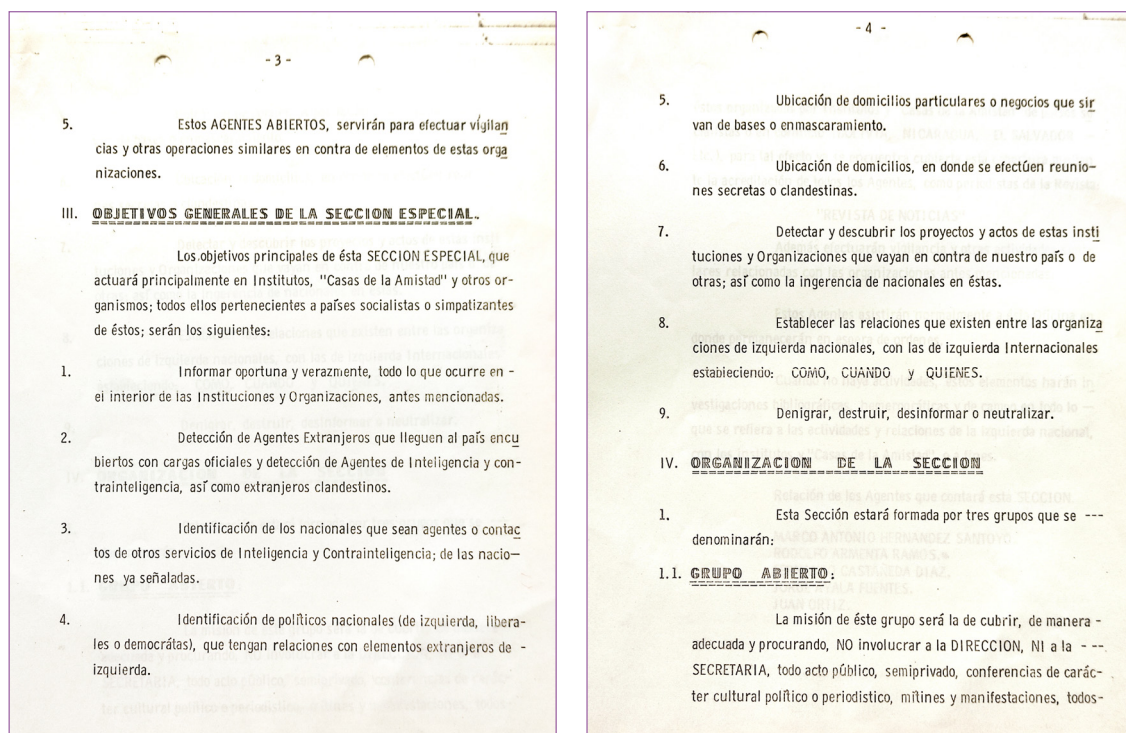 - 3 -
5. Estos AGENTES ABIERTOS, servirán para efectuar vigilan
cias y otras operaciones similares en contra de elementos de estas orga
nizaciones.
III. OBJETIVOS GENERALES DE LA SECCION ESPECIAL.
Los objetivos principales de ésta SECCION ESPECIAL, que
actuará principalmente en Institutos, "Casas de la Amistad" y otros or-
ganismos; todos ellos pertenecientes a países socialistas o simpatizantes
de éstos; serán los siguientes:
1. Informar oportuna y verazmente, todo lo que ocurre en -
el interior de las Instituciones y Organizaciones, antes mencionadas.
2. Detección de Agentes Extranjeros que lleguen al país encu
biertos con cargas oficiales y detección de Agentes de Inteligencia y con-
trainteligencia, así como extranjeros clandestinos.
3. Identificación de los nacionales que sean agentes o contac
tos de otros servicios de Inteligencia y Contrainteligencia; de las nacio-
nes ya señaladas.
4. Identificación de políticos nacionales (de izquierda, libera-
les o demócratas), que tengan relaciones con elementos extranjeros de -
izquierda.
- 4 -
5. Ubicación de domicilios particulares o negocios que sir
van de bases o enmascaramiento.
6. Ubicación de domicilios, en donde se efectúen reunio-
nes secretas o clandestinas.
7. Detectar y descubrir los proyectos y actos de estas insti
tuciones y Organizaciones que vayan en contra de nuestro país o de
otras; así como la ingerencia de nacionales en éstas.
8. Establecer las relaciones que existen entre las organiza
ciones de izquierda nacionales, con las de izquierda Internacionales
estableciendo: COMO, CUANDO y QUIENES.
9. Denigrar, destruir, desinformar o neutralizar.
IV. ORGANIZACION DE LA SECCION
1. Esta Sección estará formada por tres grupos que se ---
denominarán:
1.1. GRUPO ABIERTO:
La misión de éste grupo será la de cubrir, de manera -
adecuada y procurando, NO involucrar a la DIRECCION, NI a la - --
SECRETARIA, todo acto público, semiprivado, conferencias de carác-
ter cultural político o periodistico, mítines y manifestaciones, todos-